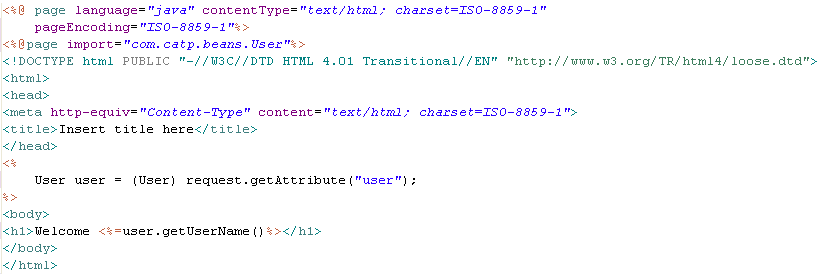 <%@ page language="java" contentType="text/html; charset=ISO-8859-1"
    pageEncoding="ISO-8859-1"%>
<%@page import="com.catp.beans.User"%>
<!DOCTYPE html PUBLIC "-//W3C//DTD HTML 4.01 Transitional//EN" "http://www.w3.org/TR/html4/loose.dtd">
<html>
<head>
<meta http-equiv="Content-Type" content="text/html; charset=ISO-8859-1">
<title>Insert title here</title>
</head>
<%
    User user = (User) request.getAttribute("user");
%>
<body>
<h1>Welcome <%=user.getUserName()%></h1>
</body>
</html>